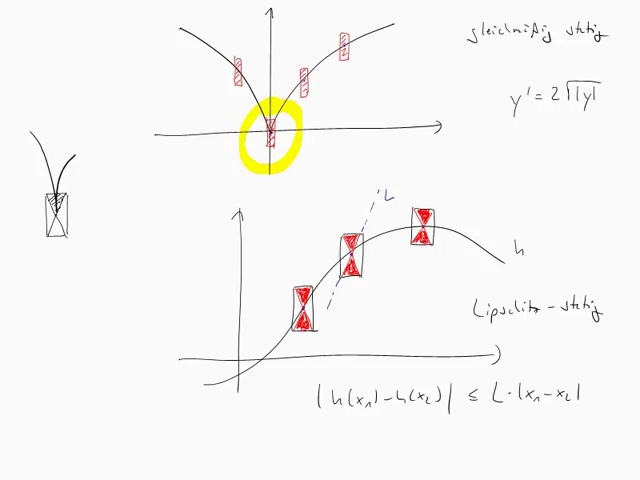 gleichmäßig stetig
y' = 2√|y|
L
h
Lipschitz-stetig
|h(x₁)-h(x₂)| ≤ L·|x₁-x₂|